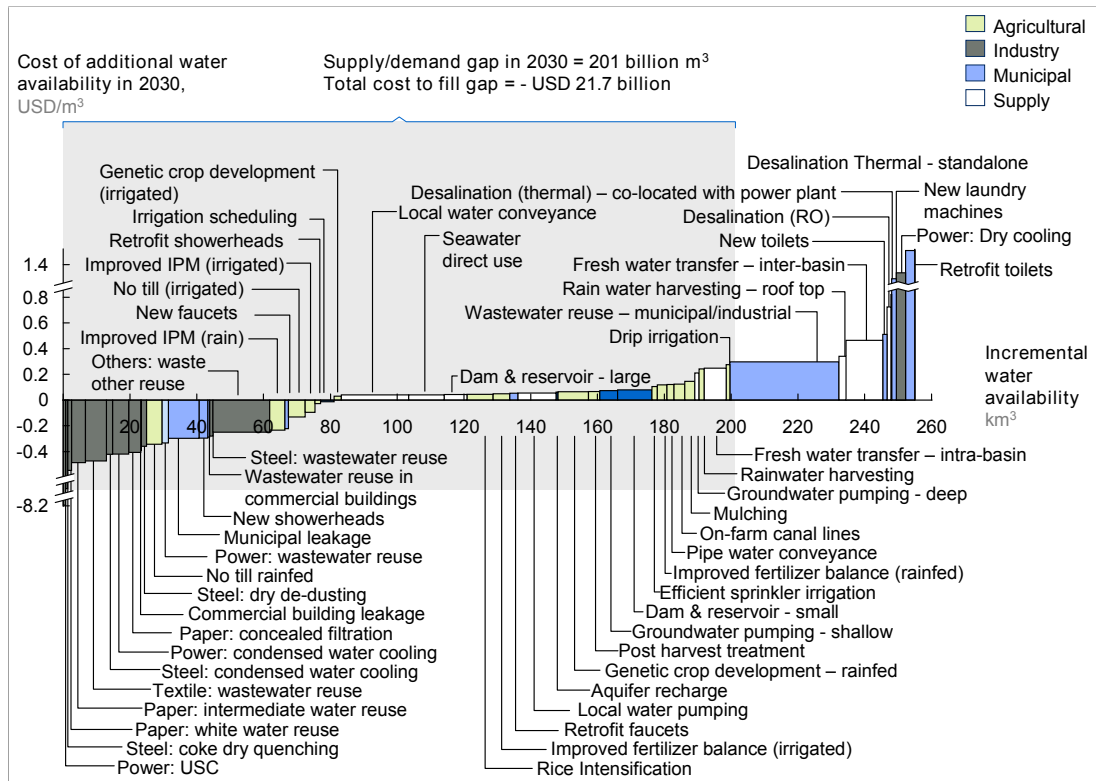 Agricultural
Industry
Municipal
Supply
Cost of additional water
availability in 2030,
USD/m³
Supply/demand gap in 2030 = 201 billion m³
Total cost to fill gap = - USD 21.7 billion
Genetic crop development
(irrigated)
Irrigation scheduling
Retrofit showerheads
Improved IPM (irrigated)
No till (irrigated)
New faucets
Improved IPM (rain)
Others: waste
other reuse
Desalination Thermal - standalone
Desalination (thermal) – co-located with power plant
New laundry
machines
Local water conveyance
Desalination (RO)
Power: Dry cooling
Seawater
direct use
New toilets
Fresh water transfer – inter-basin
Retrofit toilets
Rain water harvesting – roof top
Wastewater reuse – municipal/industrial
Drip irrigation
Dam & reservoir - large
Incremental
water
availability
km³
1.4
0.8
0.6
0.4
0.2
0
-0.2
-0.4
-8.2
20 40 60 80 100 120 140 160 180 200 220 240 260
Steel: wastewater reuse
Wastewater reuse in
commercial buildings
New showerheads
Municipal leakage
Power: wastewater reuse
No till rainfed
Steel: dry de-dusting
Commercial building leakage
Paper: concealed filtration
Power: condensed water cooling
Steel: condensed water cooling
Textile: wastewater reuse
Paper: intermediate water reuse
Paper: white water reuse
Steel: coke dry quenching
Power: USC
Fresh water transfer – intra-basin
Rainwater harvesting
Groundwater pumping - deep
Mulching
On-farm canal lines
Pipe water conveyance
Improved fertilizer balance (rainfed)
Efficient sprinkler irrigation
Dam & reservoir - small
Groundwater pumping - shallow
Post harvest treatment
Genetic crop development – rainfed
Aquifer recharge
Local water pumping
Retrofit faucets
Improved fertilizer balance (irrigated)
Rice Intensification